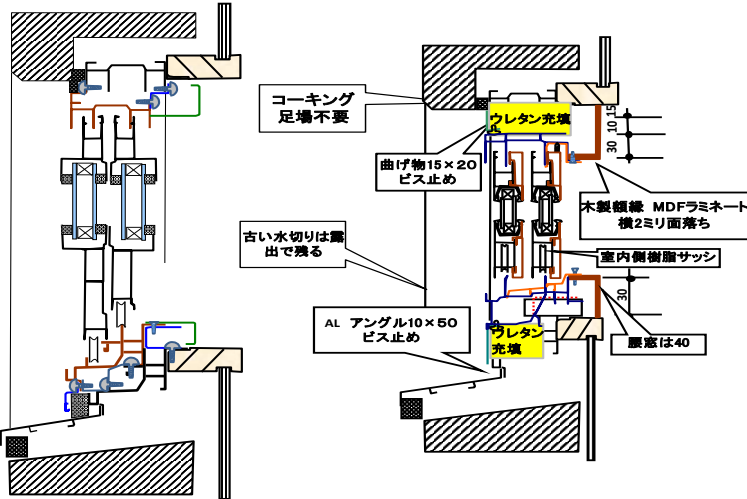 コーキング
足場不要
ウレタン充填
15
10
30
曲げ物15×20
ビス止め
木製額縁 MDFラミネート
横2ミリ面落ち
古い水切りは露
出で残る
室内側樹脂サッシ
30
AL アングル10×50
ビス止め
ウレタン
充填
腰窓は40